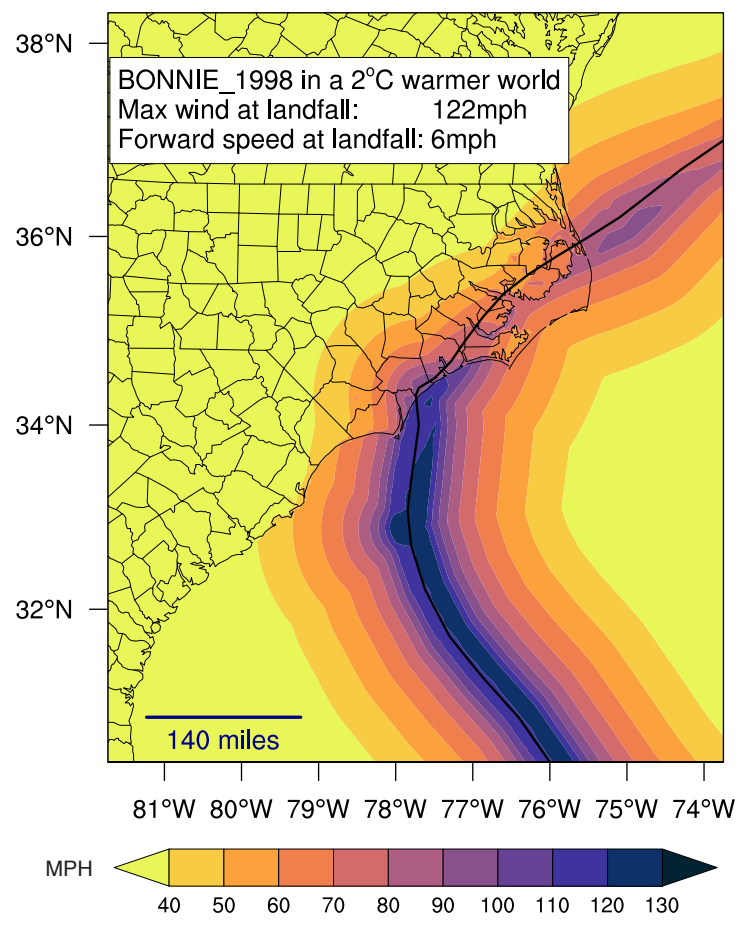 38°N
BONNIE_1998 in a 2°C warmer world
Max wind at landfall: 122mph
Forward speed at landfall: 6mph
36°N
34°N
32°N
140 miles
81°W 80°W 79°W 78°W 77°W 76°W 75°W 74°W
MPH
40 50 60 70 80 90 100 110 120 130